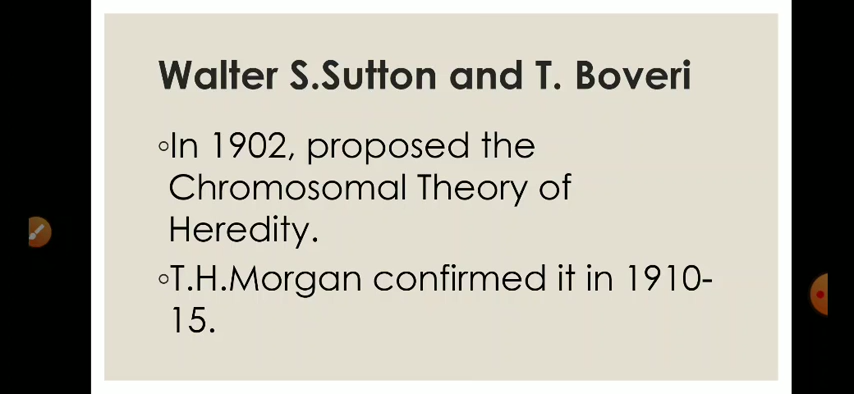 Walter S.Sutton and T. Boveri
◦In 1902, proposed the
Chromosomal Theory of
Heredity.
◦T.H.Morgan confirmed it in 1910-
15.